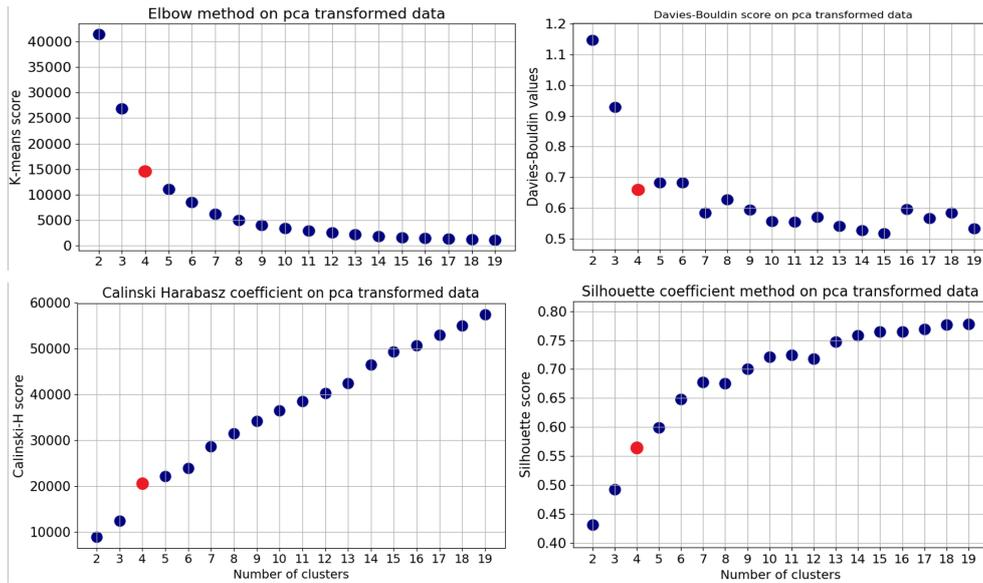 Elbow method on pca transformed data
K-means score
40000
35000
30000
25000
20000
15000
10000
5000
0
2 3 4 5 6 7 8 9 10 11 12 13 14 15 16 17 18 19
Davies-Bouldin score on pca transformed data
Davies-Bouldin values
1.2
1.1
1.0
0.9
0.8
0.7
0.6
0.5
2 3 4 5 6 7 8 9 10 11 12 13 14 15 16 17 18 19
Calinski Harabasz coefficient on pca transformed data
Calinski-H score
60000
50000
40000
30000
20000
10000
2 3 4 5 6 7 8 9 10 11 12 13 14 15 16 17 18 19
Number of clusters
Silhouette coefficient method on pca transformed data
Silhouette score
0.80
0.75
0.70
0.65
0.60
0.55
0.50
0.45
0.40
2 3 4 5 6 7 8 9 10 11 12 13 14 15 16 17 18 19
Number of clusters